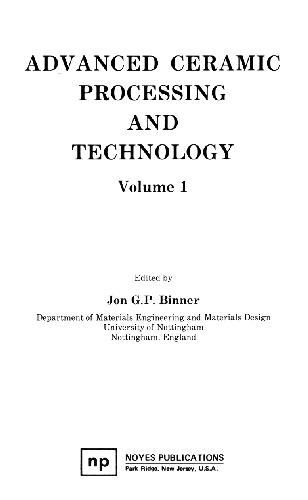 ADVANCED CERAMIC
PROCESSING
AND
TECHNOLOGY
Volume 1
Edited by
Jon G.P. Binner
Department of Materials Engineering and Materials Design
University of Nottingham
Nottingham, England
np
NOYES PUBLICATIONS
Park Ridge, New Jersey, U.S.A.